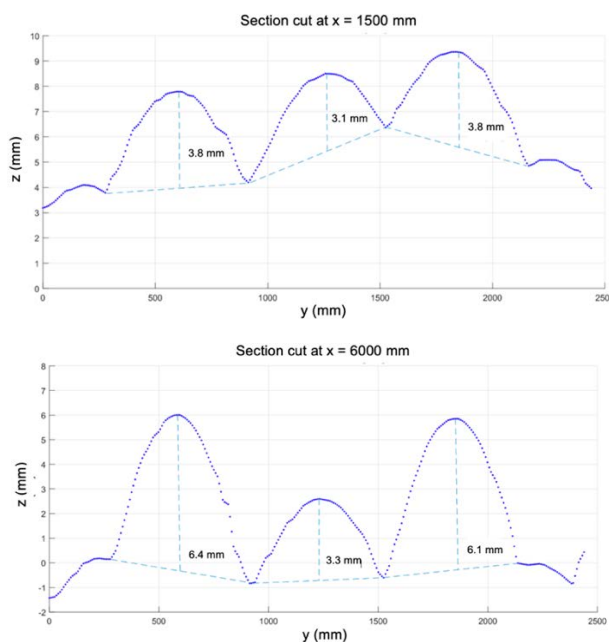 Section cut at x = 1500 mm
10
9
8
7
6
5
4
3
2
1
0
z (mm)
3.8 mm
3.1 mm
3.8 mm
0 500 1000 1500 2000 250
y (mm)
Section cut at x = 6000 mm
8
7
6
5
4
3
2
1
0
-1
-2
z (mm)
6.4 mm
3.3 mm
6.1 mm
0 500 1000 1500 2000 2500
y (mm)